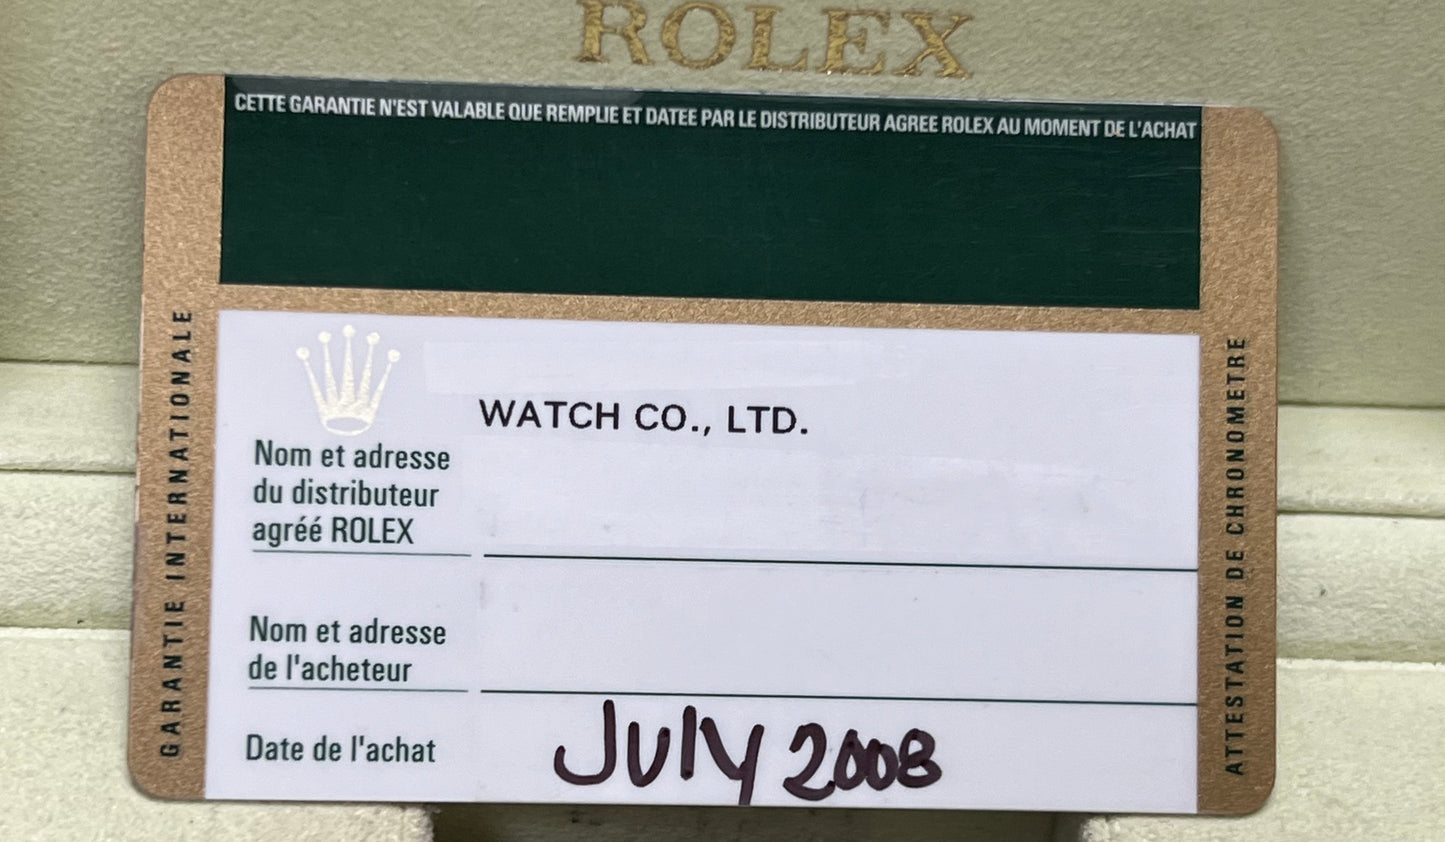 ROLEX
CETTE GARANTIE N'EST VALABLE QUE REMPLIE ET DATEE PAR LE DISTRIBUTEUR AGREE ROLEX AU MOMENT DE L'ACHAT
GARANTIE INTERNATIONALE
WATCH CO., LTD.
Nom et adresse
du distributeur
agréé ROLEX
Nom et adresse
de l'acheteur
Date de l'achat July 2008
ATTESTATION DE CHRONOMETRE